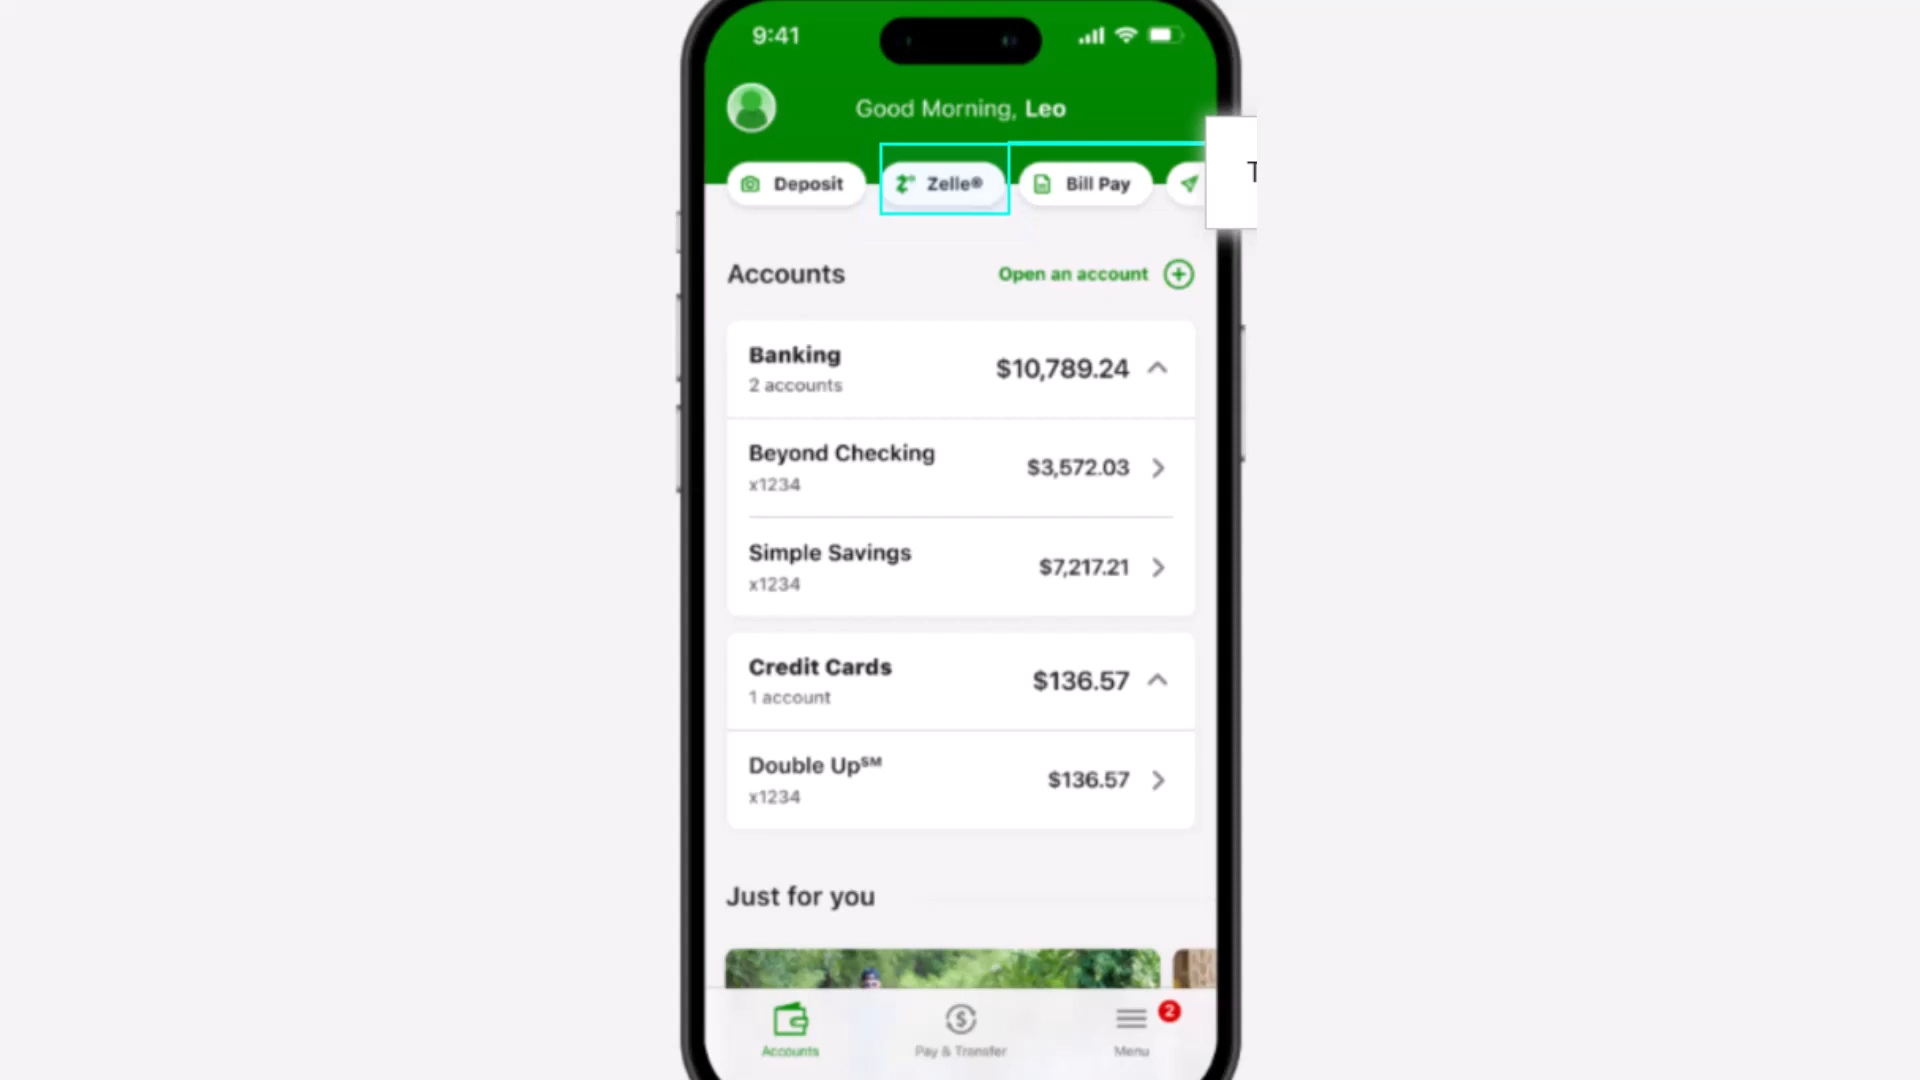 9:41
Good Morning, Leo
Deposit
Zelle®
Bill Pay
T
Accounts
Open an account
Banking
$10,789.24
2 accounts
Beyond Checking
$3,572.03
x1234
Simple Savings
$7,217.21
x1234
Credit Cards
$136.57
1 account
Double Up℠
$136.57
x1234
Just for you
2
Accounts
Pay & Transfer
Menu